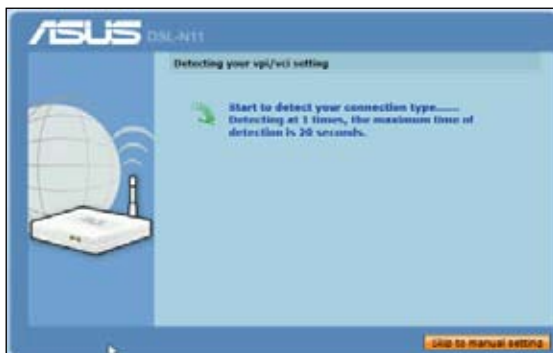 ASUS DSL-N11
Detecting your vpi/vci setting
Start to detect your connection type......
Detecting at 1 times, the maximum time of
detection is 20 seconds.
Skip to manual setting